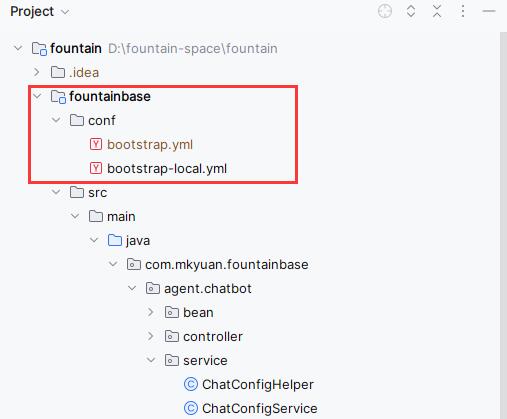 Project
fountain D:\fountain-space\fountain
.idea
fountainbase
conf
bootstrap.yml
bootstrap-local.yml
src
main
java
com.mkyuan.fountainbase
agent.chatbot
bean
controller
service
ChatConfigHelper
ChatConfigService